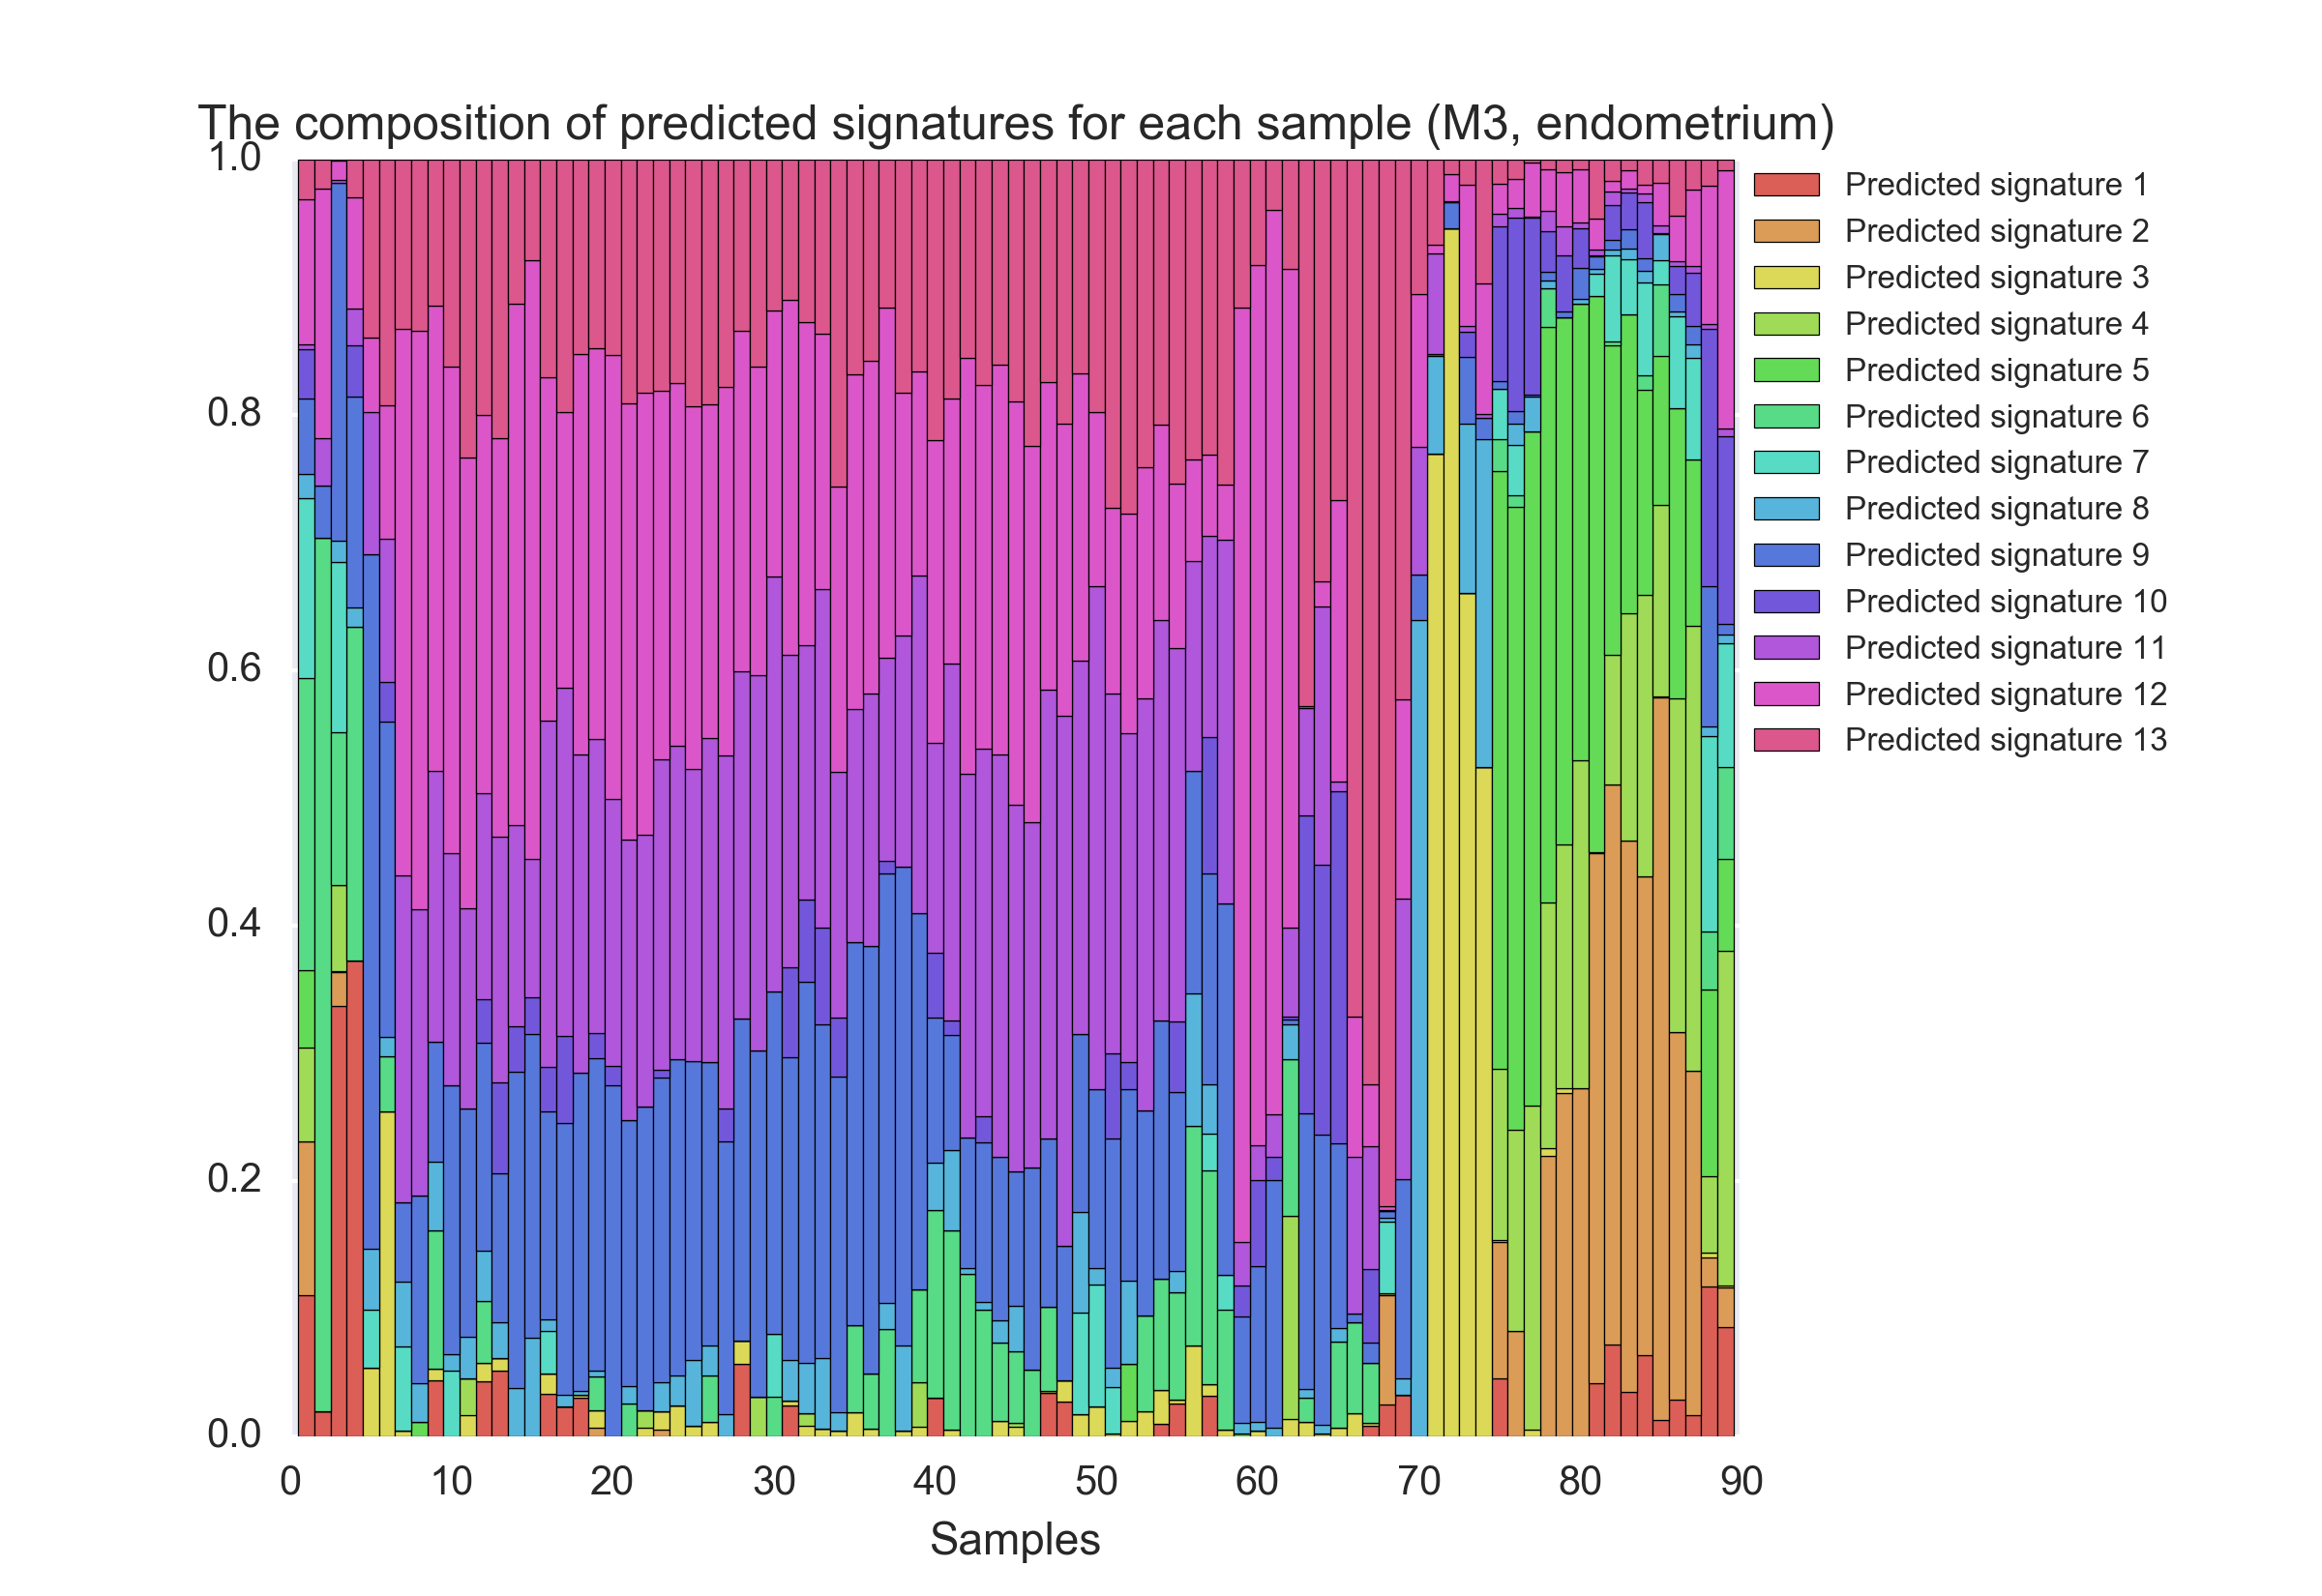 The composition of predicted signatures for each sample (M3, endometrium)
1.0
0.8
0.6
0.4
0.2
0.0
0 10 20 30 40 50 60 70 80 90
Samples
Predicted signature 1
Predicted signature 2
Predicted signature 3
Predicted signature 4
Predicted signature 5
Predicted signature 6
Predicted signature 7
Predicted signature 8
Predicted signature 9
Predicted signature 10
Predicted signature 11
Predicted signature 12
Predicted signature 13